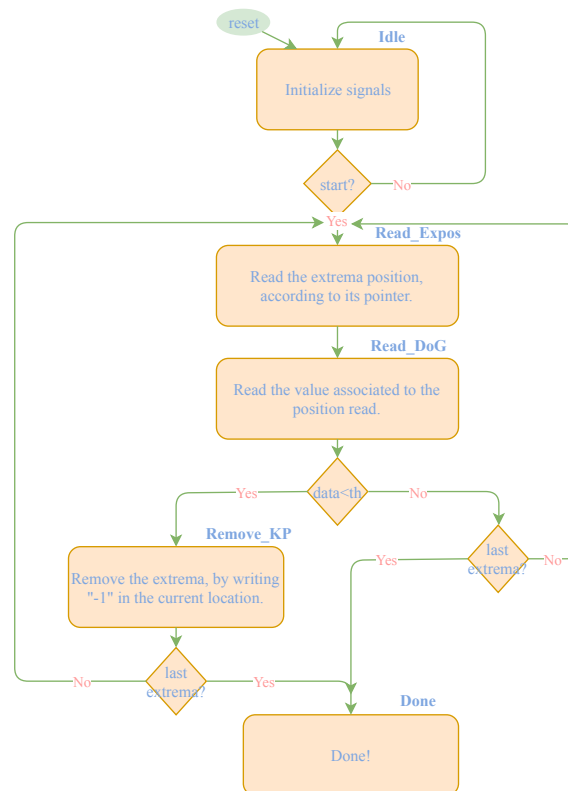 reset
Idle
Initialize signals
start?
No
Yes
Read_Expos
Read the extrema position,
according to its pointer.
Read_DoG
Read the value associated to the
position read.
Yes
data<th
No
Remove_KP
Remove the extrema, by writing
"-1" in the current location.
last
extrema?
Yes
No
last
extrema?
No
Yes
Done
Done!